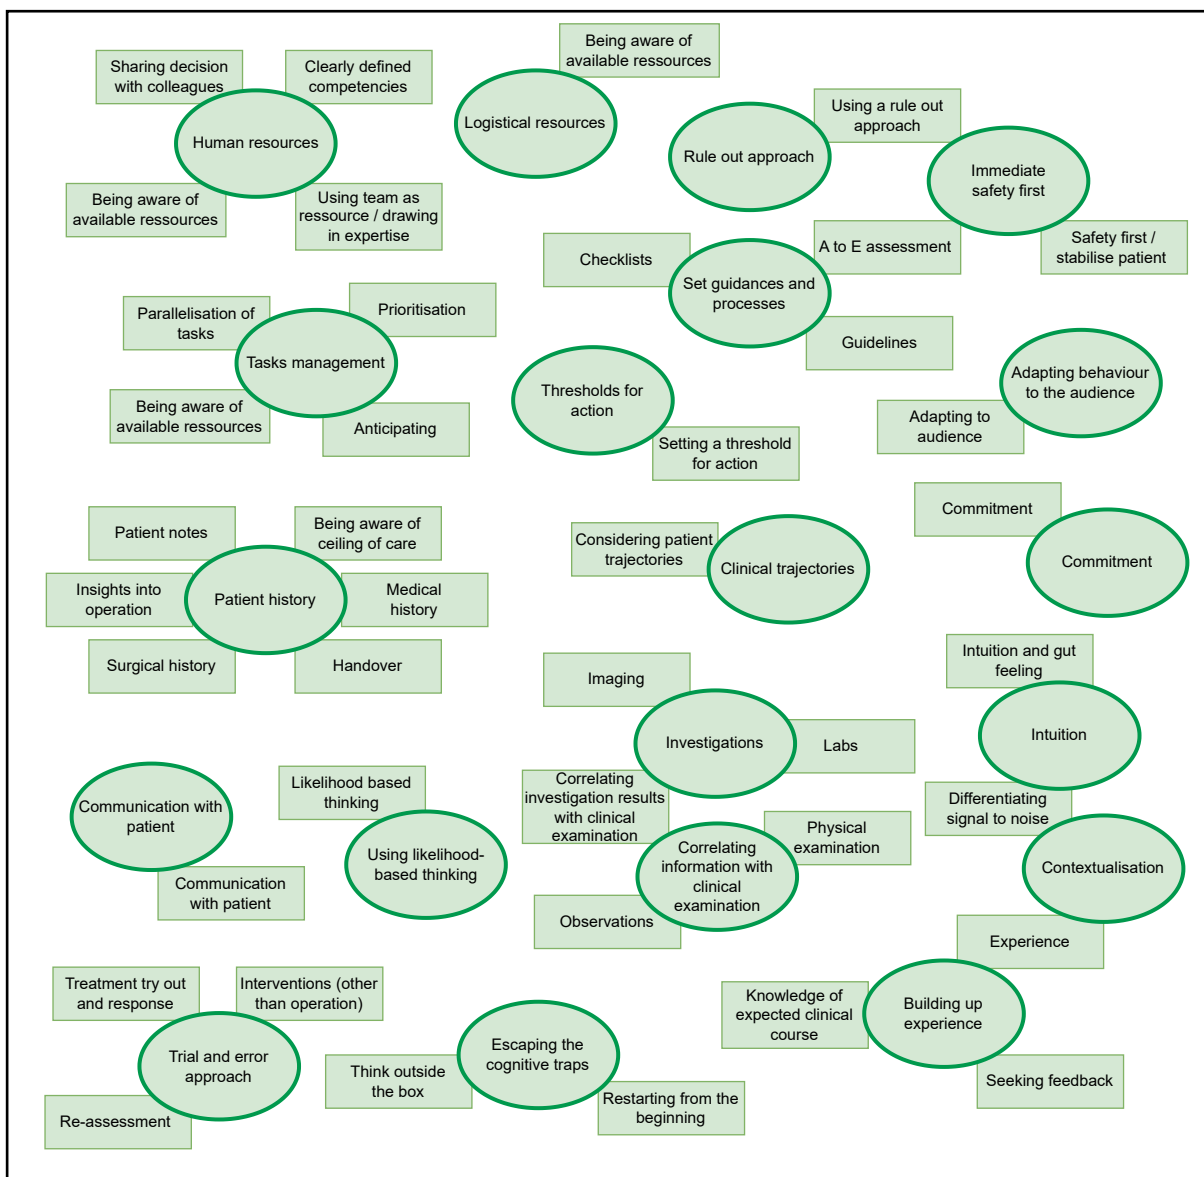 Sharing decision
with colleagues
Clearly defined
competencies
Human resources
Being aware of
available ressources
Using team as
ressource / drawing
in expertise
Being aware of
available ressources
Logistical resources
Using a rule out
approach
Rule out approach
Immediate
safety first
A to E assessment
Safety first /
stabilise patient
Checklists
Set guidances and
processes
Guidelines
Parallelisation of
tasks
Prioritisation
Tasks management
Being aware of
available ressources
Anticipating
Thresholds for
action
Setting a threshold
for action
Adapting behaviour
to the audience
Adapting to
audience
Patient notes
Being aware of
ceiling of care
Insights into
operation
Patient history
Medical
history
Surgical history
Handover
Considering patient
trajectories
Clinical trajectories
Commitment
Commitment
Imaging
Investigations
Labs
Correlating
investigation results
with clinical
examination
Physical
examination
Correlating
information with
clinical
examination
Observations
Intuition and gut
feeling
Intuition
Differentiating
signal to noise
Contextualisation
Experience
Communication with
patient
Communication
with patient
Likelihood based
thinking
Using likelihood-
based thinking
Knowledge of
expected clinical
course
Building up
experience
Seeking feedback
Treatment try out
and response
Interventions (other
than operation)
Trial and error
approach
Re-assessment
Escaping the
cognitive traps
Think outside
the box
Restarting from the
beginning